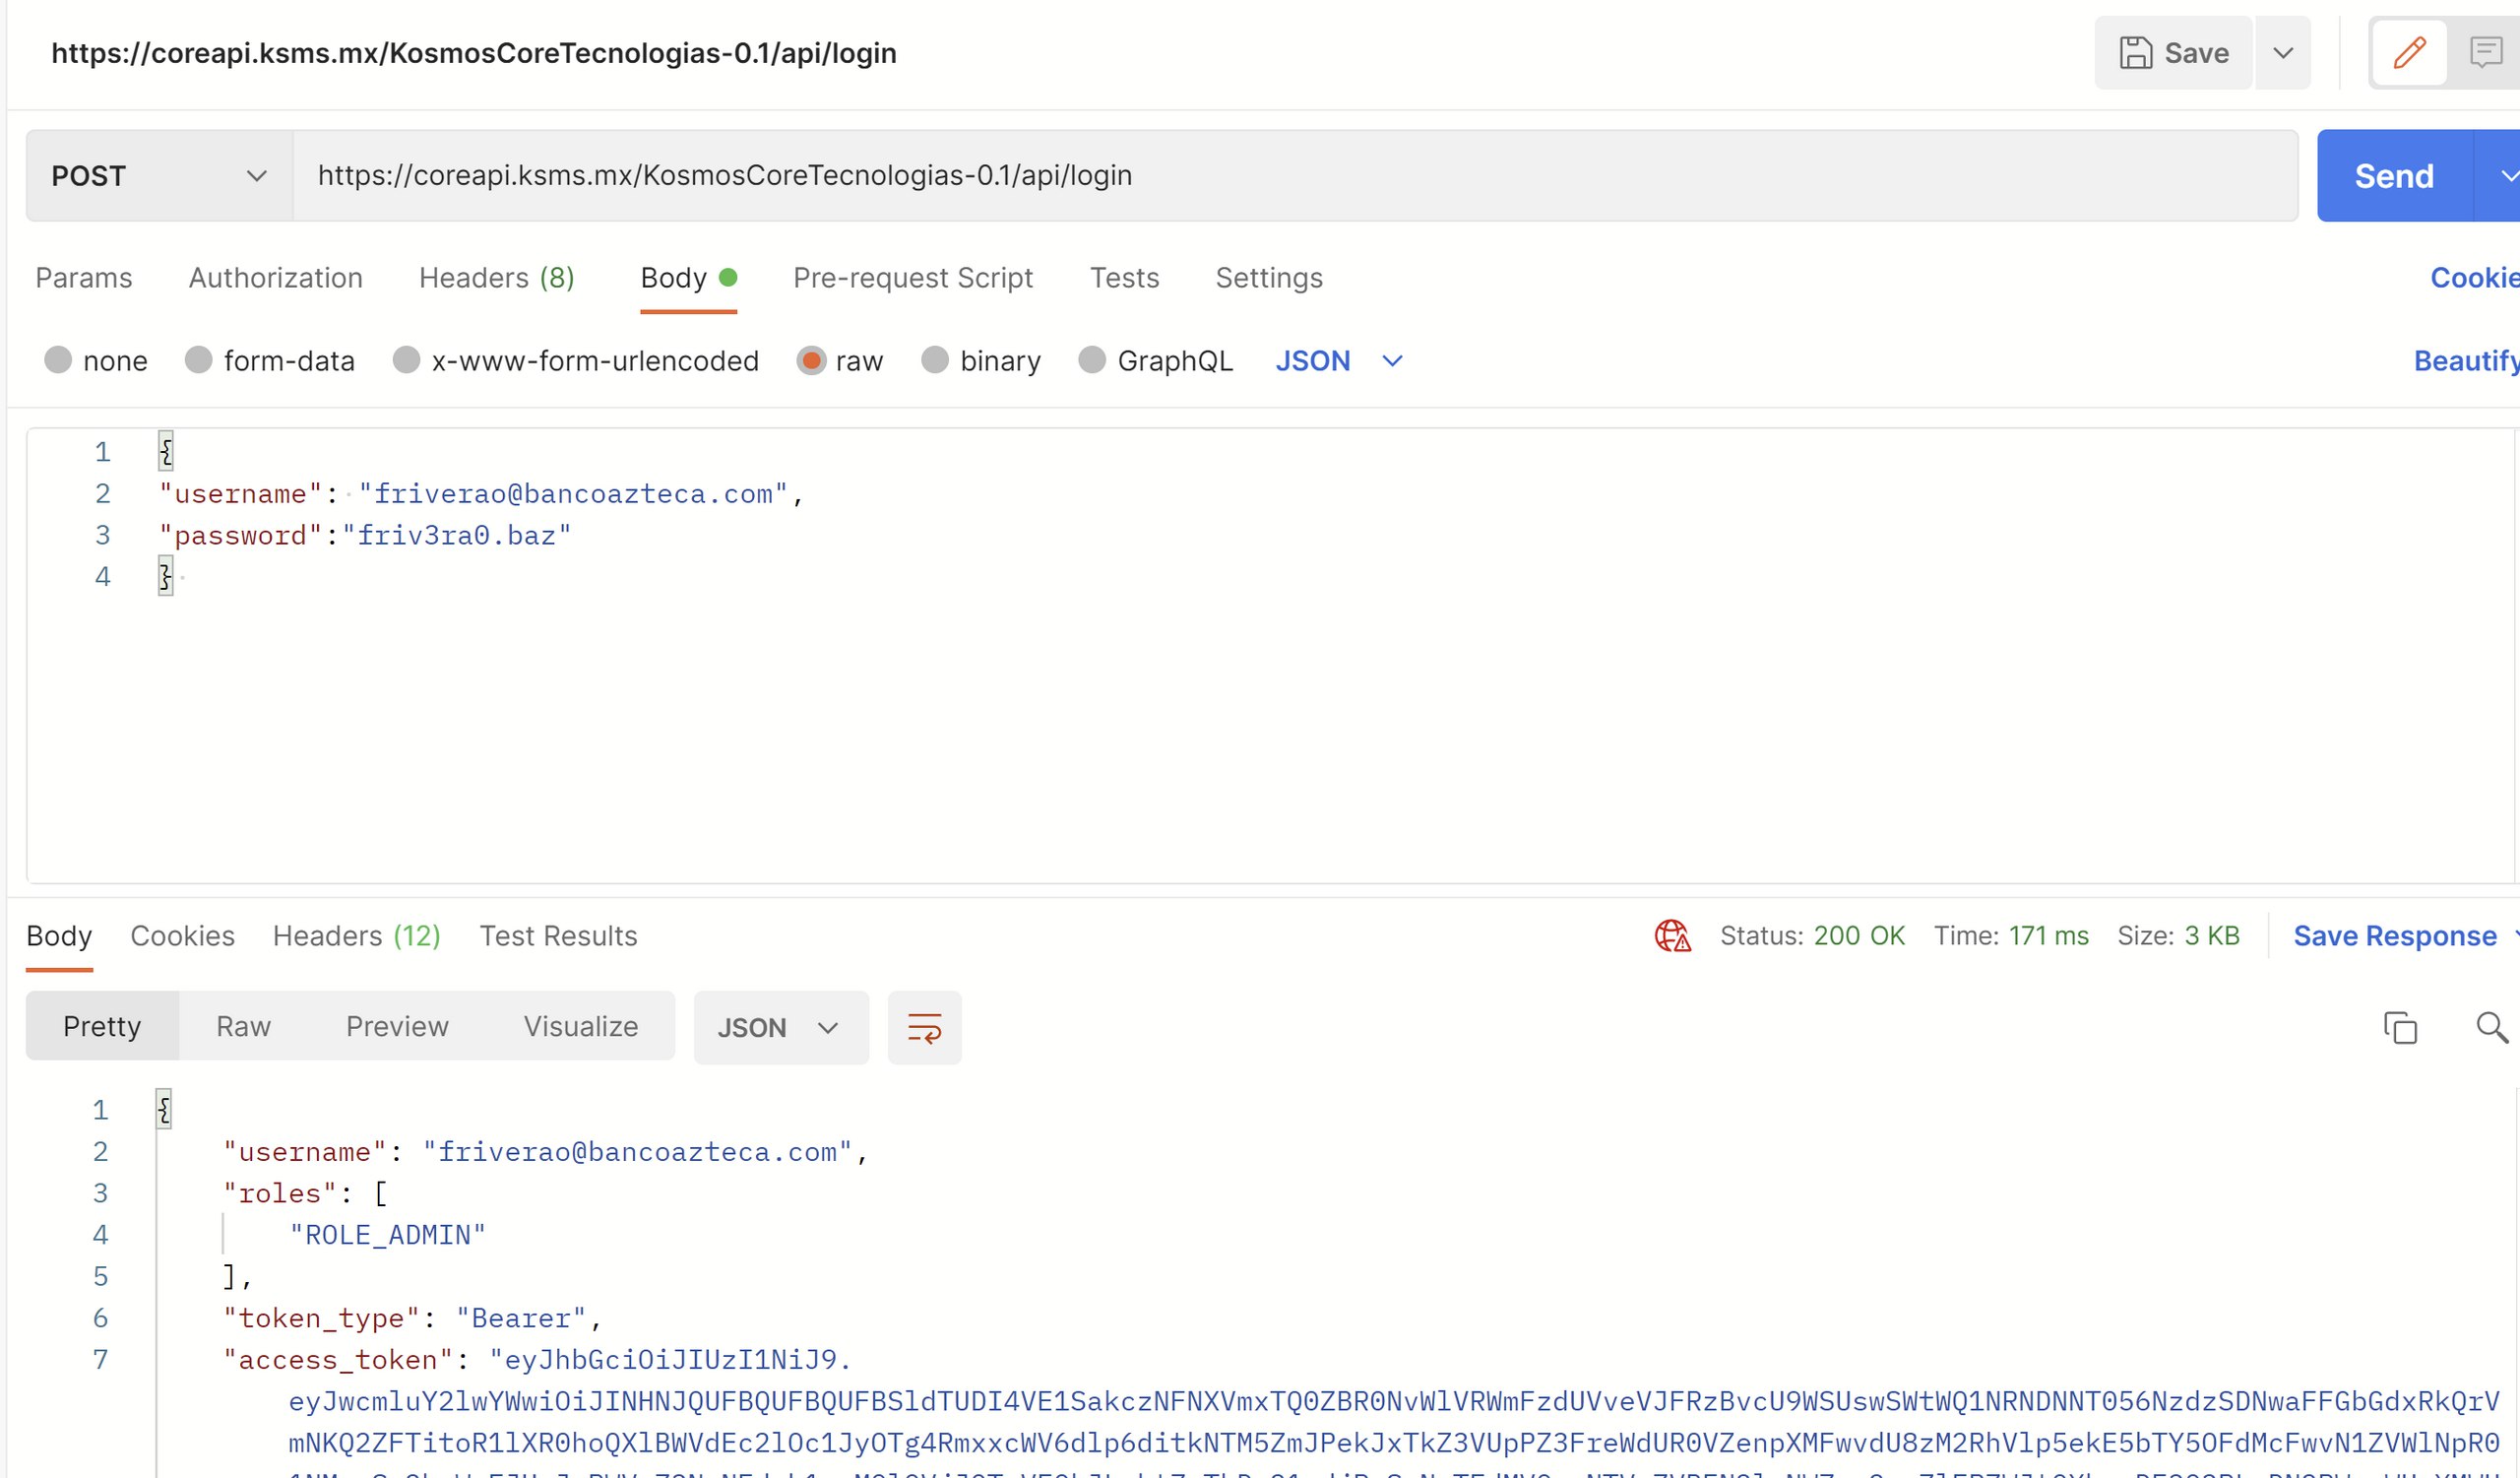 https://coreapi.ksms.mx/KosmosCoreTecnologias-0.1/api/login
Save
POST
https://coreapi.ksms.mx/KosmosCoreTecnologias-0.1/api/login
Send
Params Authorization Headers (8) Body Pre-request Script Tests Settings Cookie
none form-data x-www-form-urlencoded raw binary GraphQL JSON Beautify
1 {
2 "username": "friverao@bancoazteca.com",
3 "password":"friv3ra0.baz"
4 }
Body Cookies Headers (12) Test Results Status: 200 OK Time: 171 ms Size: 3 KB Save Response
Pretty Raw Preview Visualize JSON
1 {
2 "username": "friverao@bancoazteca.com",
3 "roles": [
4 "ROLE_ADMIN"
5 ],
6 "token_type": "Bearer",
7 "access_token": "eyJhbGciOiJIUzI1NiJ9.